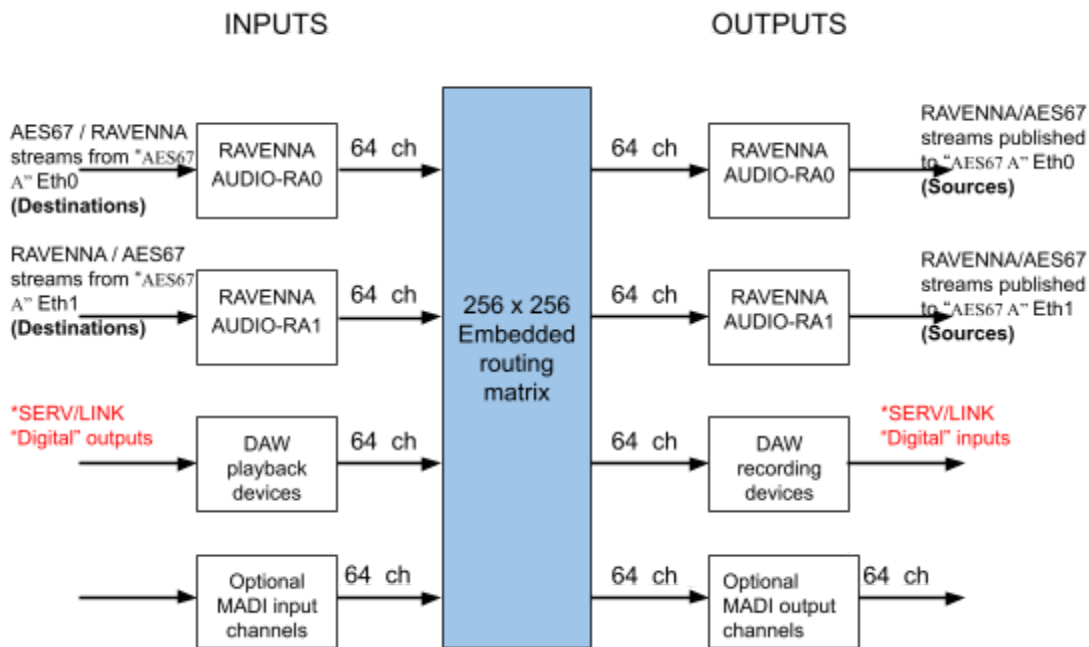 INPUTS
OUTPUTS
AES67 / RAVENNA
streams from "AES67
A" Eth0
(Destinations)
RAVENNA
AUDIO-RA0
64 ch
64 ch
RAVENNA
AUDIO-RA0
RAVENNA/AES67
streams published
to "AES67 A" Eth0
(Sources)
RAVENNA / AES67
streams from "AES67
A" Eth1
(Destinations)
RAVENNA
AUDIO-RA1
64 ch
256 x 256
Embedded
routing
matrix
64 ch
RAVENNA
AUDIO-RA1
RAVENNA/AES67
streams published
to "AES67 A" Eth1
(Sources)
*SERV/LINK
"Digital" outputs
DAW
playback
devices
64 ch
64 ch
DAW
recording
devices
*SERV/LINK
"Digital" inputs
Optional
MADI input
channels
64 ch
64 ch
Optional
MADI output
channels
64 ch